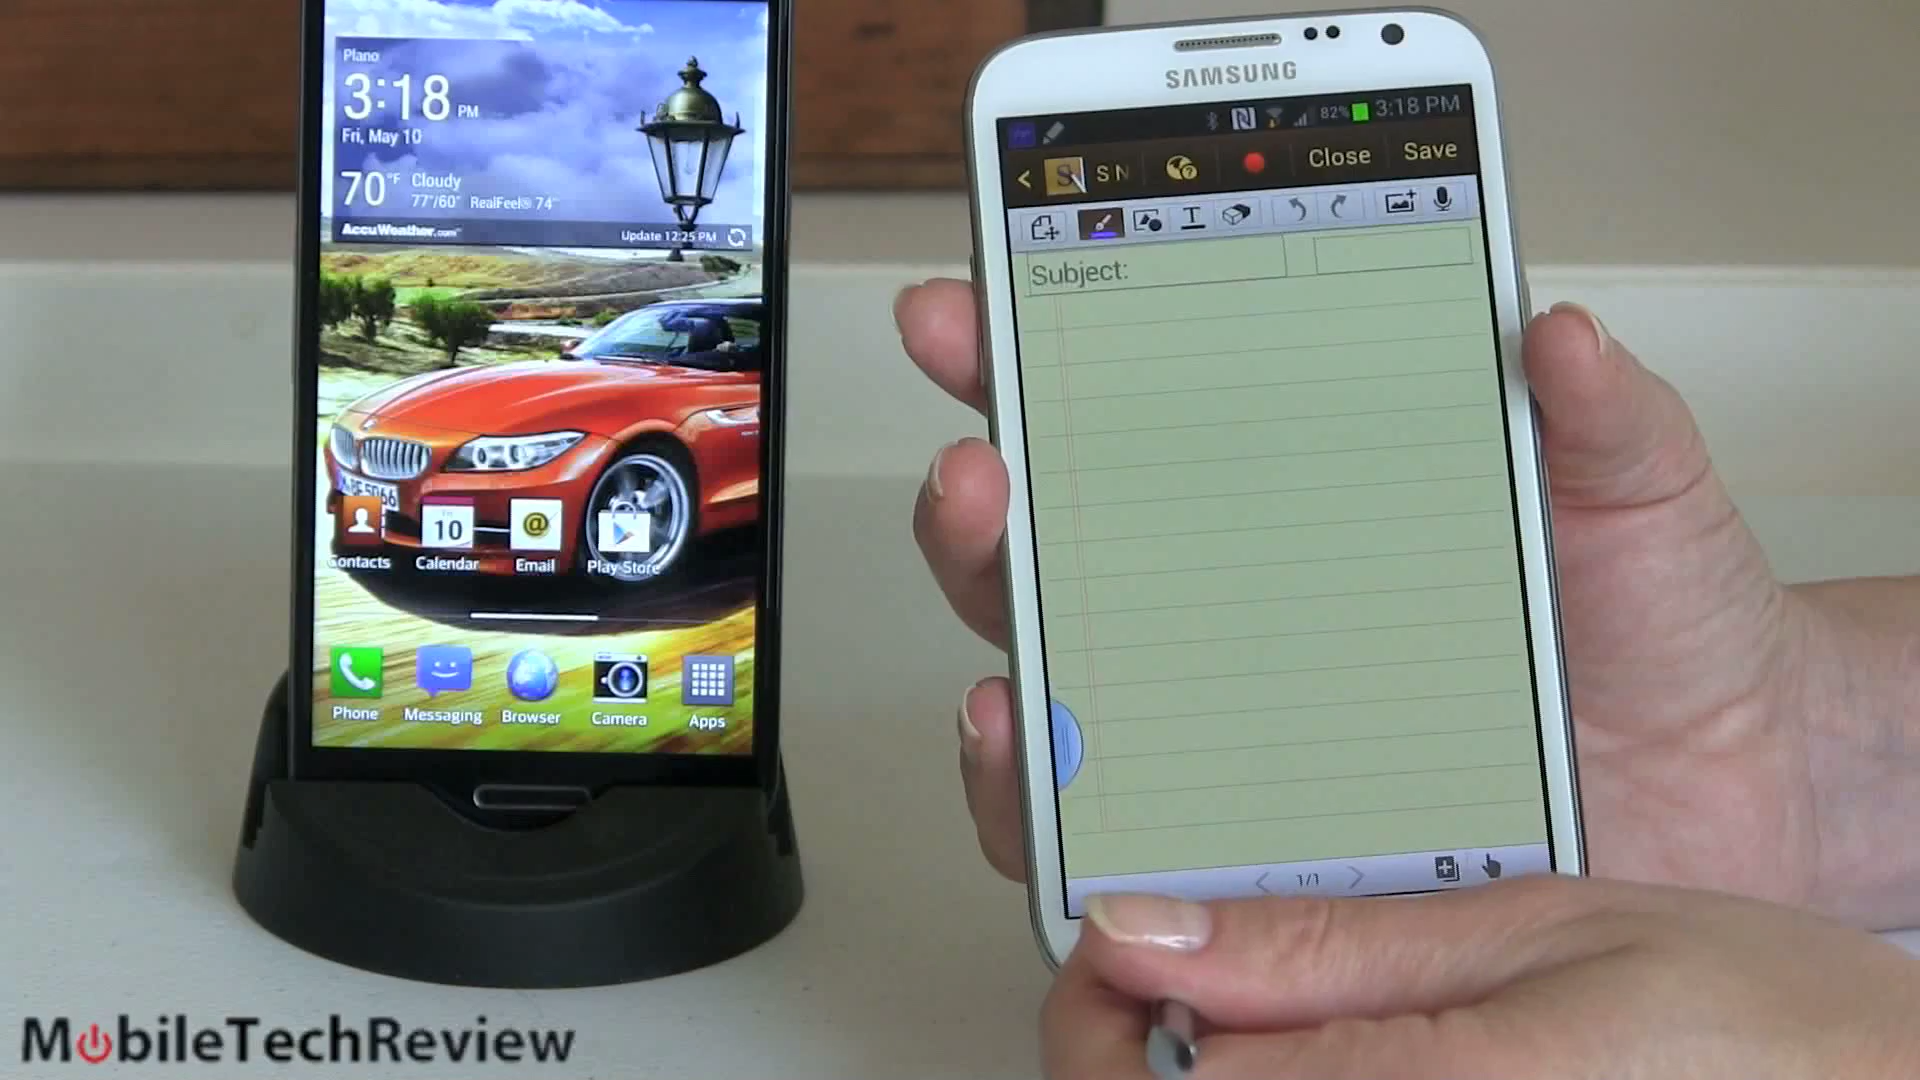 Plano
3:18 PM
Fri, May 10
70°F
Cloudy
77°/60° RealFeel® 74°
AccuWeather.com
Update 12:25 PM
Fri
10
Contacts
Calendar
Email
Play Store
Phone
Messaging
Browser
Camera
Apps
SAMSUNG
82% 3:18 PM
S N
Close
Save
T
Subject:
1/1
MobileTechReview